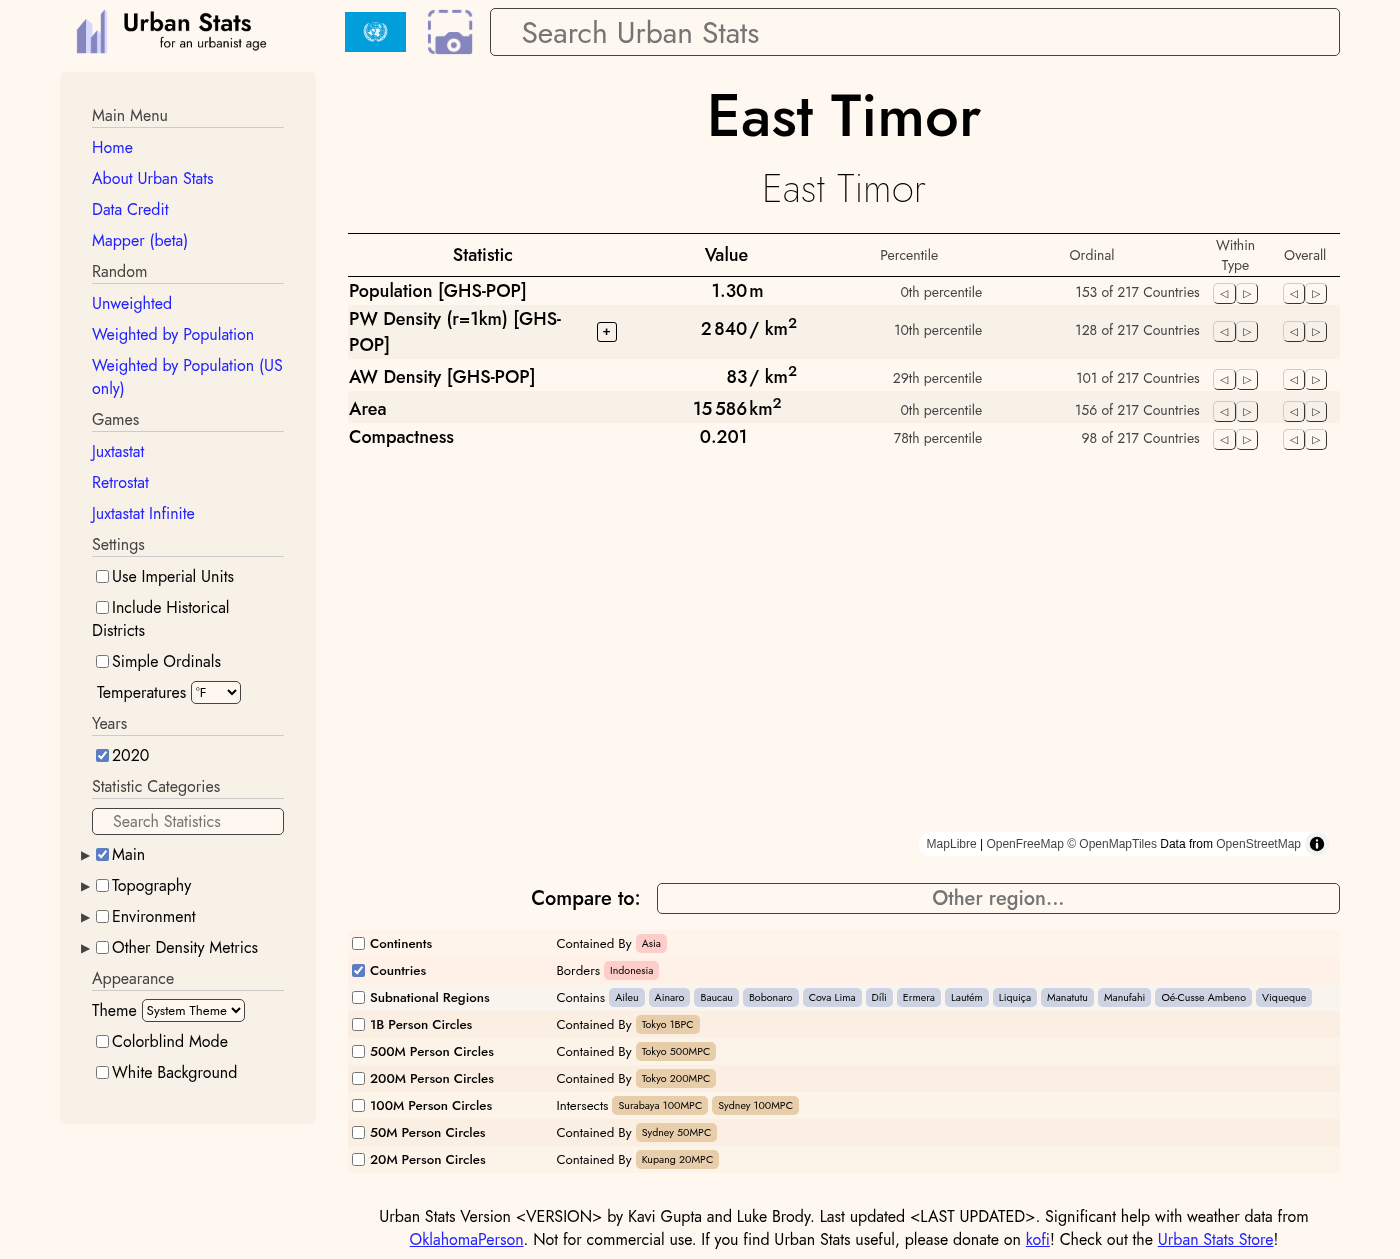 Urban Stats
for an urbanist age
Search Urban Stats
Main Menu
Home
About Urban Stats
Data Credit
Mapper (beta)
Random
Unweighted
Weighted by Population
Weighted by Population (US
only)
Games
Juxtastat
Retrostat
Juxtastat Infinite
Settings
Use Imperial Units
Include Historical
Districts
Simple Ordinals
Temperatures °F
Years
2020
Statistic Categories
Search Statistics
Main
Topography
Environment
Other Density Metrics
Appearance
Theme System Theme
Colorblind Mode
White Background
East Timor
East Timor
Statistic Value Percentile Ordinal Within Type Overall
Population [GHS-POP] 1.30 m 0th percentile 153 of 217 Countries
PW Density (r=1km) [GHS-
POP] + 2 840 / km² 10th percentile 128 of 217 Countries
AW Density [GHS-POP] 83 / km² 29th percentile 101 of 217 Countries
Area 15 586 km² 0th percentile 156 of 217 Countries
Compactness 0.201 78th percentile 98 of 217 Countries
MapLibre | OpenFreeMap © OpenMapTiles Data from OpenStreetMap
Compare to: Other region...
Continents Contained By Asia
Countries Borders Indonesia
Subnational Regions Contains Aileu Ainaro Baucau Bobonaro Cova Lima Díli Ermera Lautém Liquiça Manatutu Manufahi Oé-Cusse Ambeno Viqueque
1B Person Circles Contained By Tokyo 1BPC
500M Person Circles Contained By Tokyo 500MPC
200M Person Circles Contained By Tokyo 200MPC
100M Person Circles Intersects Surabaya 100MPC Sydney 100MPC
50M Person Circles Contained By Sydney 50MPC
20M Person Circles Contained By Kupang 20MPC
Urban Stats Version <VERSION> by Kavi Gupta and Luke Brody. Last updated <LAST UPDATED>. Significant help with weather data from
OklahomaPerson. Not for commercial use. If you find Urban Stats useful, please donate on kofi! Check out the Urban Stats Store!